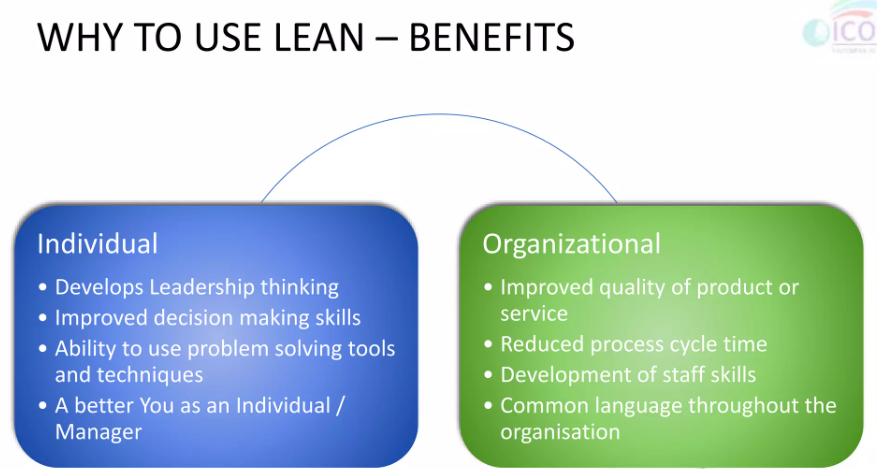 WHY TO USE LEAN – BENEFITS
ICO
Individual
• Develops Leadership thinking
• Improved decision making skills
• Ability to use problem solving tools
and techniques
• A better You as an Individual /
Manager
Organizational
• Improved quality of product or
service
• Reduced process cycle time
• Development of staff skills
• Common language throughout the
organisation